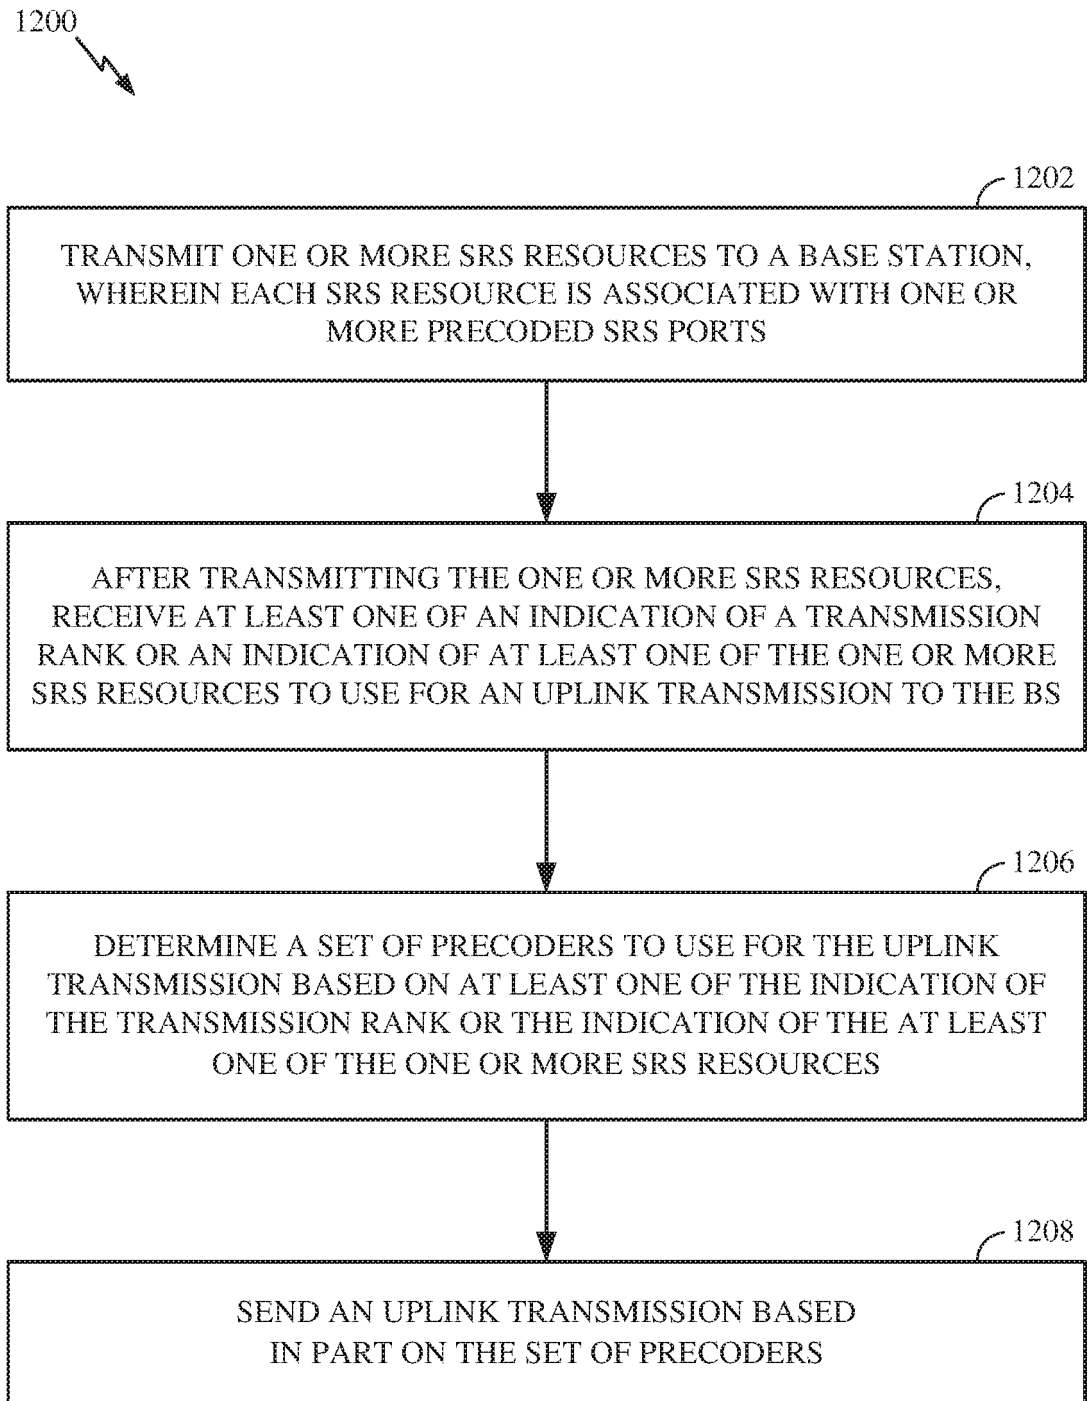 1200
1202
TRANSMIT ONE OR MORE SRS RESOURCES TO A BASE STATION,
WHEREIN EACH SRS RESOURCE IS ASSOCIATED WITH ONE OR
MORE PRECODED SRS PORTS
1204
AFTER TRANSMITTING THE ONE OR MORE SRS RESOURCES,
RECEIVE AT LEAST ONE OF AN INDICATION OF A TRANSMISSION
RANK OR AN INDICATION OF AT LEAST ONE OF THE ONE OR MORE
SRS RESOURCES TO USE FOR AN UPLINK TRANSMISSION TO THE BS
1206
DETERMINE A SET OF PRECODERS TO USE FOR THE UPLINK
TRANSMISSION BASED ON AT LEAST ONE OF THE INDICATION OF
THE TRANSMISSION RANK OR THE INDICATION OF THE AT LEAST
ONE OF THE ONE OR MORE SRS RESOURCES
1208
SEND AN UPLINK TRANSMISSION BASED
IN PART ON THE SET OF PRECODERS